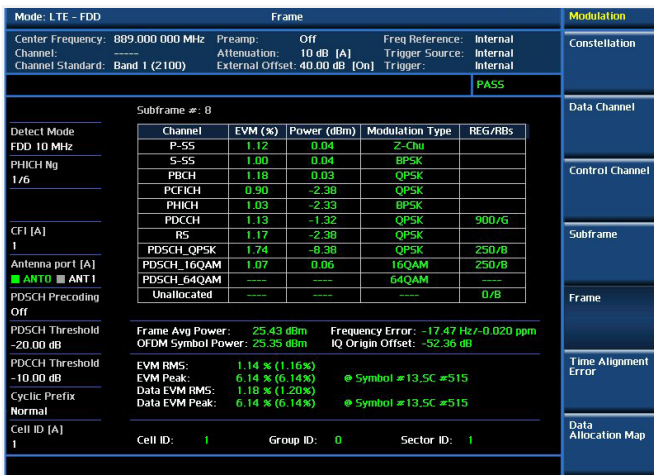 Mode: LTE - FDD Frame Modulation
Center Frequency: 889.000 000 MHz Preamp: Off Freq Reference: Internal
Channel: ----- Attenuation: 10 dB [A] Trigger Source: Internal
Channel Standard: Band 1 (2100) External Offset: 40.00 dB [On] Trigger: Internal
PASS
Constellation
Data Channel
Control Channel
Subframe
Frame
Time Alignment
Error
Data
Allocation Map
Detect Mode
FDD 10 MHz
PHICH Ng
1/6
CFI [A]
1
Antenna port [A]
ANT0 ANT1
PDSCH Precoding
Off
PDSCH Threshold
-20.00 dB
PDCCH Threshold
-10.00 dB
Cyclic Prefix
Normal
Cell ID [A]
1
Subframe #: 8
Channel EVM (%) Power (dBm) Modulation Type REG/RBs
P-SS 1.12 0.04 Z-Chu
S-SS 1.00 0.04 BPSK
PBCH 1.18 0.03 QPSK
PCFICH 0.90 -2.38 QPSK
PHICH 1.03 -2.33 BPSK
PDCCH 1.13 -1.32 QPSK 900/G
RS 1.17 -2.38 QPSK
PDSCH_QPSK 1.74 -8.38 QPSK 250/B
PDSCH_16QAM 1.07 0.06 16QAM 250/B
PDSCH_64QAM ---- ---- 64QAM ----
Unallocated ---- ---- ---- 0/B
Frame Avg Power: 25.43 dBm Frequency Error: -17.47 Hz/-0.020 ppm
OFDM Symbol Power: 25.35 dBm IQ Origin Offset: -52.36 dB
EVM RMS: 1.14 % (1.16%)
EVM Peak: 6.14 % (6.14%) @ Symbol #13,SC #515
Data EVM RMS: 1.18 % (1.20%)
Data EVM Peak: 6.14 % (6.14%) @ Symbol #13,SC #515
Cell ID: 1 Group ID: 0 Sector ID: 1